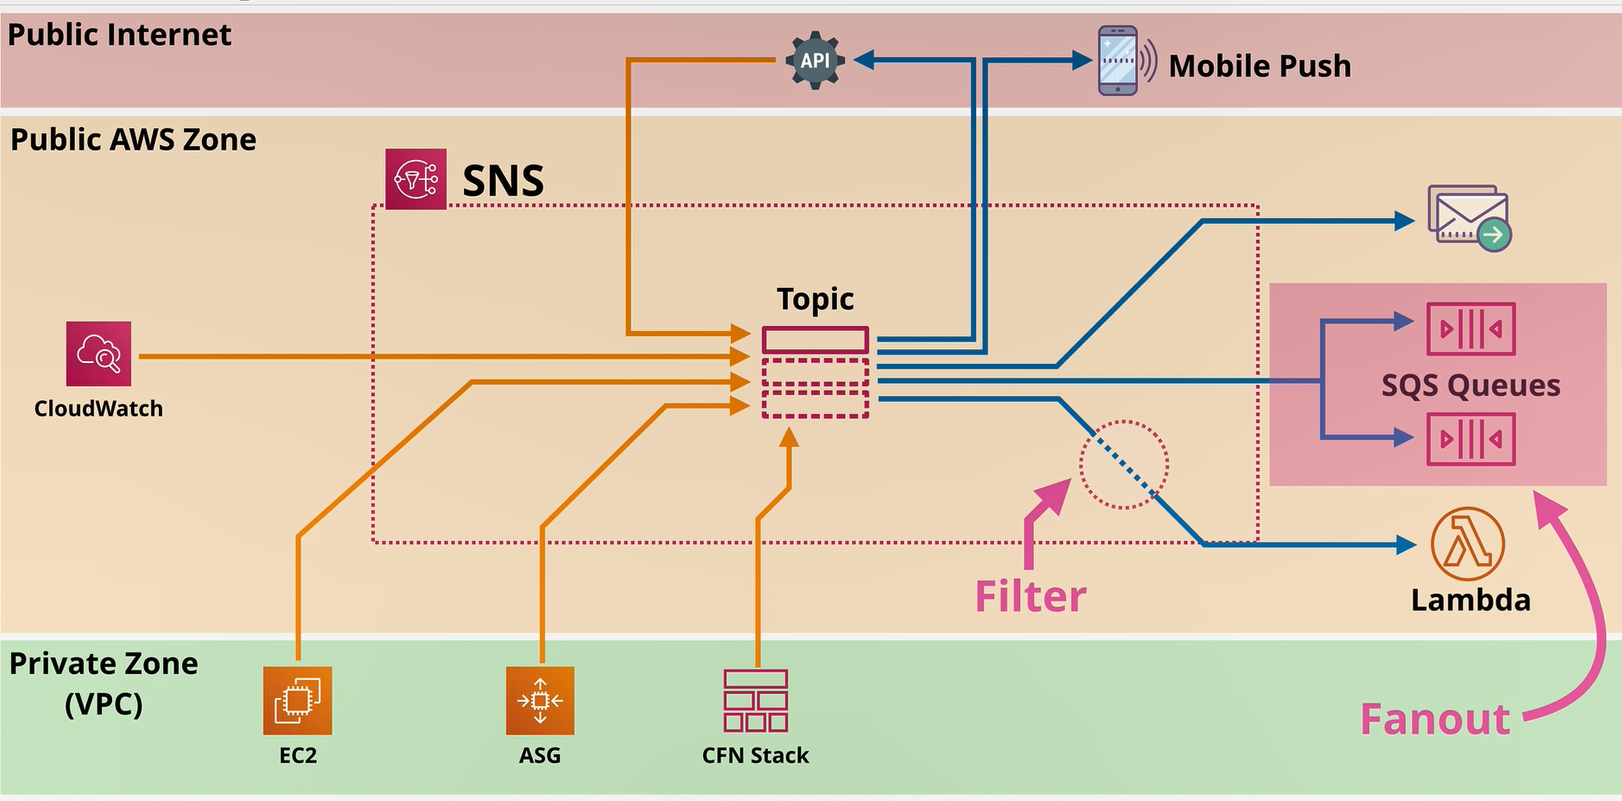 Public Internet
API
Mobile Push
Public AWS Zone
SNS
Topic
CloudWatch
SQS Queues
Filter
Lambda
Private Zone
(VPC)
EC2
ASG
CFN Stack
Fanout